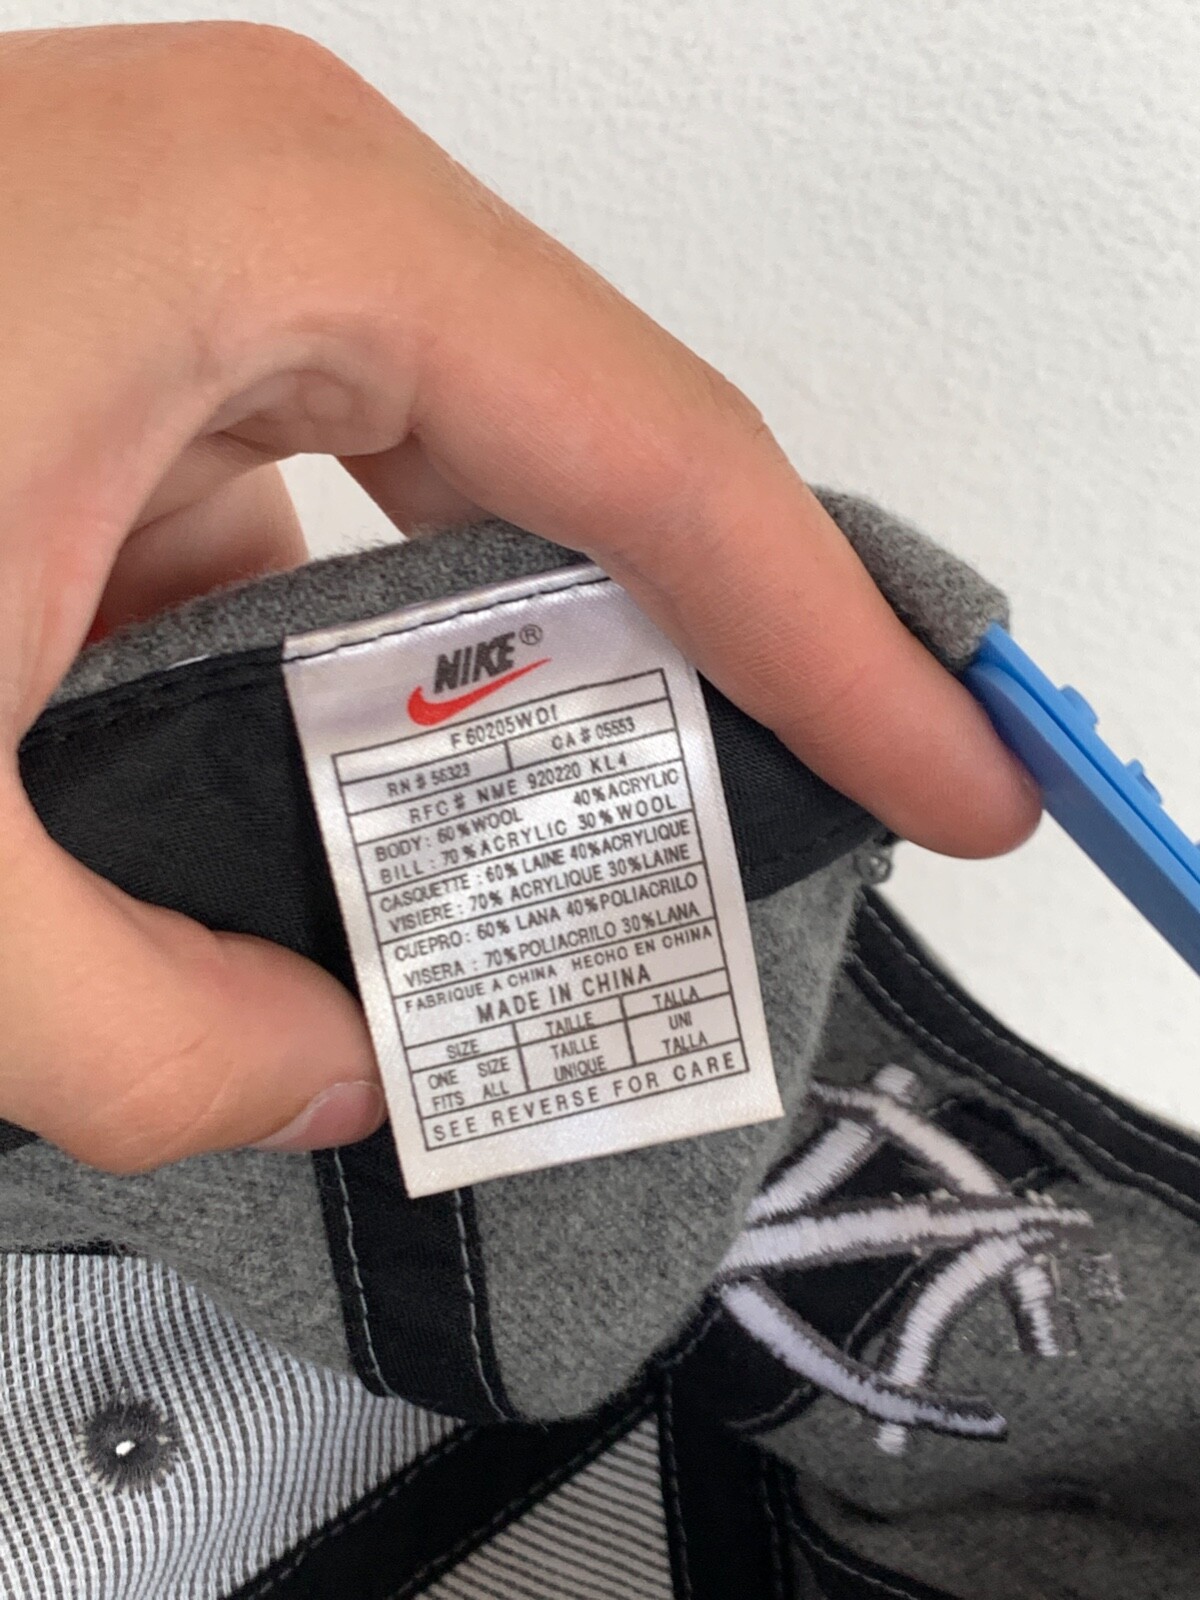 NIKE®
F60205WD1
RN # 56323 CA # 05553
RFC # NME 920220 KL4
BODY: 60%WOOL 40%ACRYLIC
BILL: 70%ACRYLIC 30%WOOL
CASQUETTE: 60% LAINE 40%ACRYLIQUE
VISIERE: 70% ACRYLIQUE 30%LAINE
CUEPRO: 60% LANA 40%POLIACRILO
VISERA: 70%POLIACRILO 30%LANA
FABRIQUE A CHINA HECHO EN CHINA
MADE IN CHINA
SIZE TAILLE TALLA
ONE SIZE TAILLE UNI
FITS ALL UNIQUE TALLA
SEE REVERSE FOR CARE